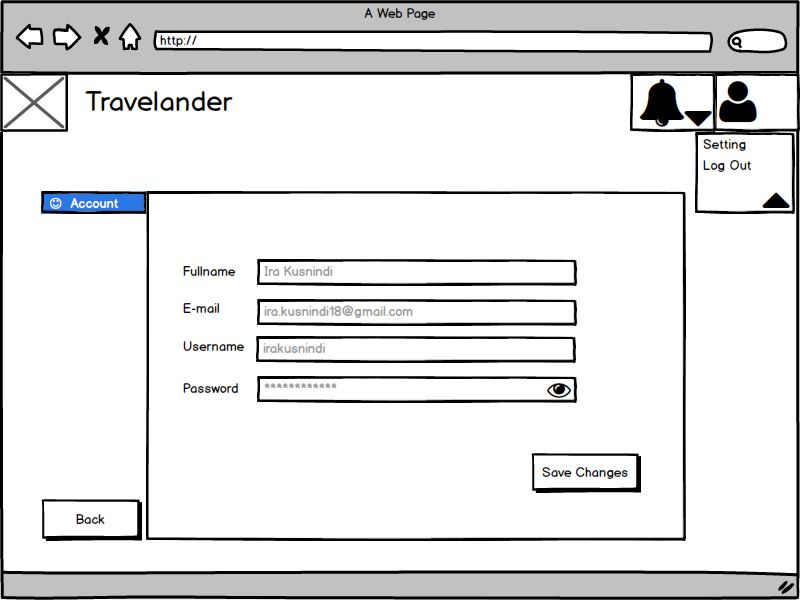 A Web Page
http://
Travelander
Setting
Log Out
Account
Fullname Ira Kusnindi
E-mail ira.kusnindi18@gmail.com
Username irakusnindi
Password ************
Save Changes
Back